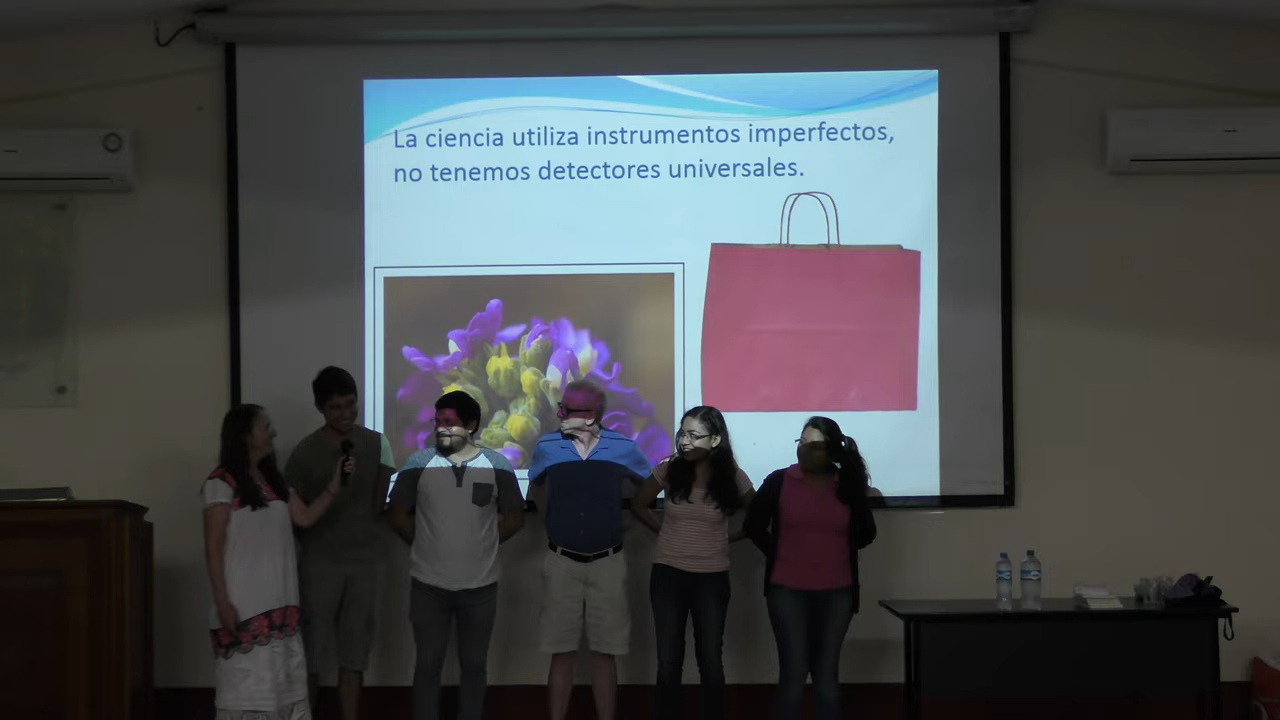 La ciencia utiliza instrumentos imperfectos,
no tenemos detectores universales.